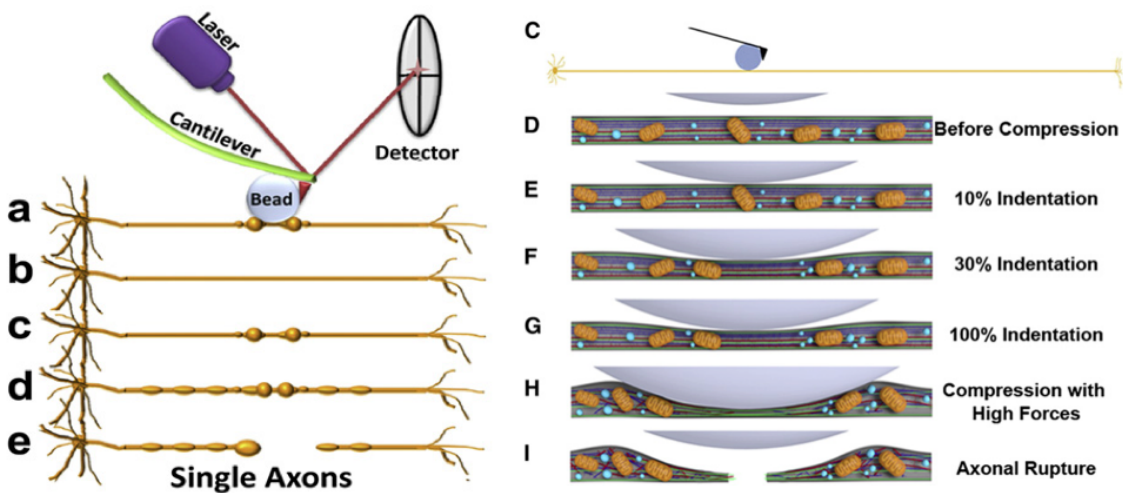 Laser
Cantilever
Detector
Bead
a
b
c
d
e
Single Axons
C
D
Before Compression
E
10% Indentation
F
30% Indentation
G
100% Indentation
H
Compression with
High Forces
I
Axonal Rupture